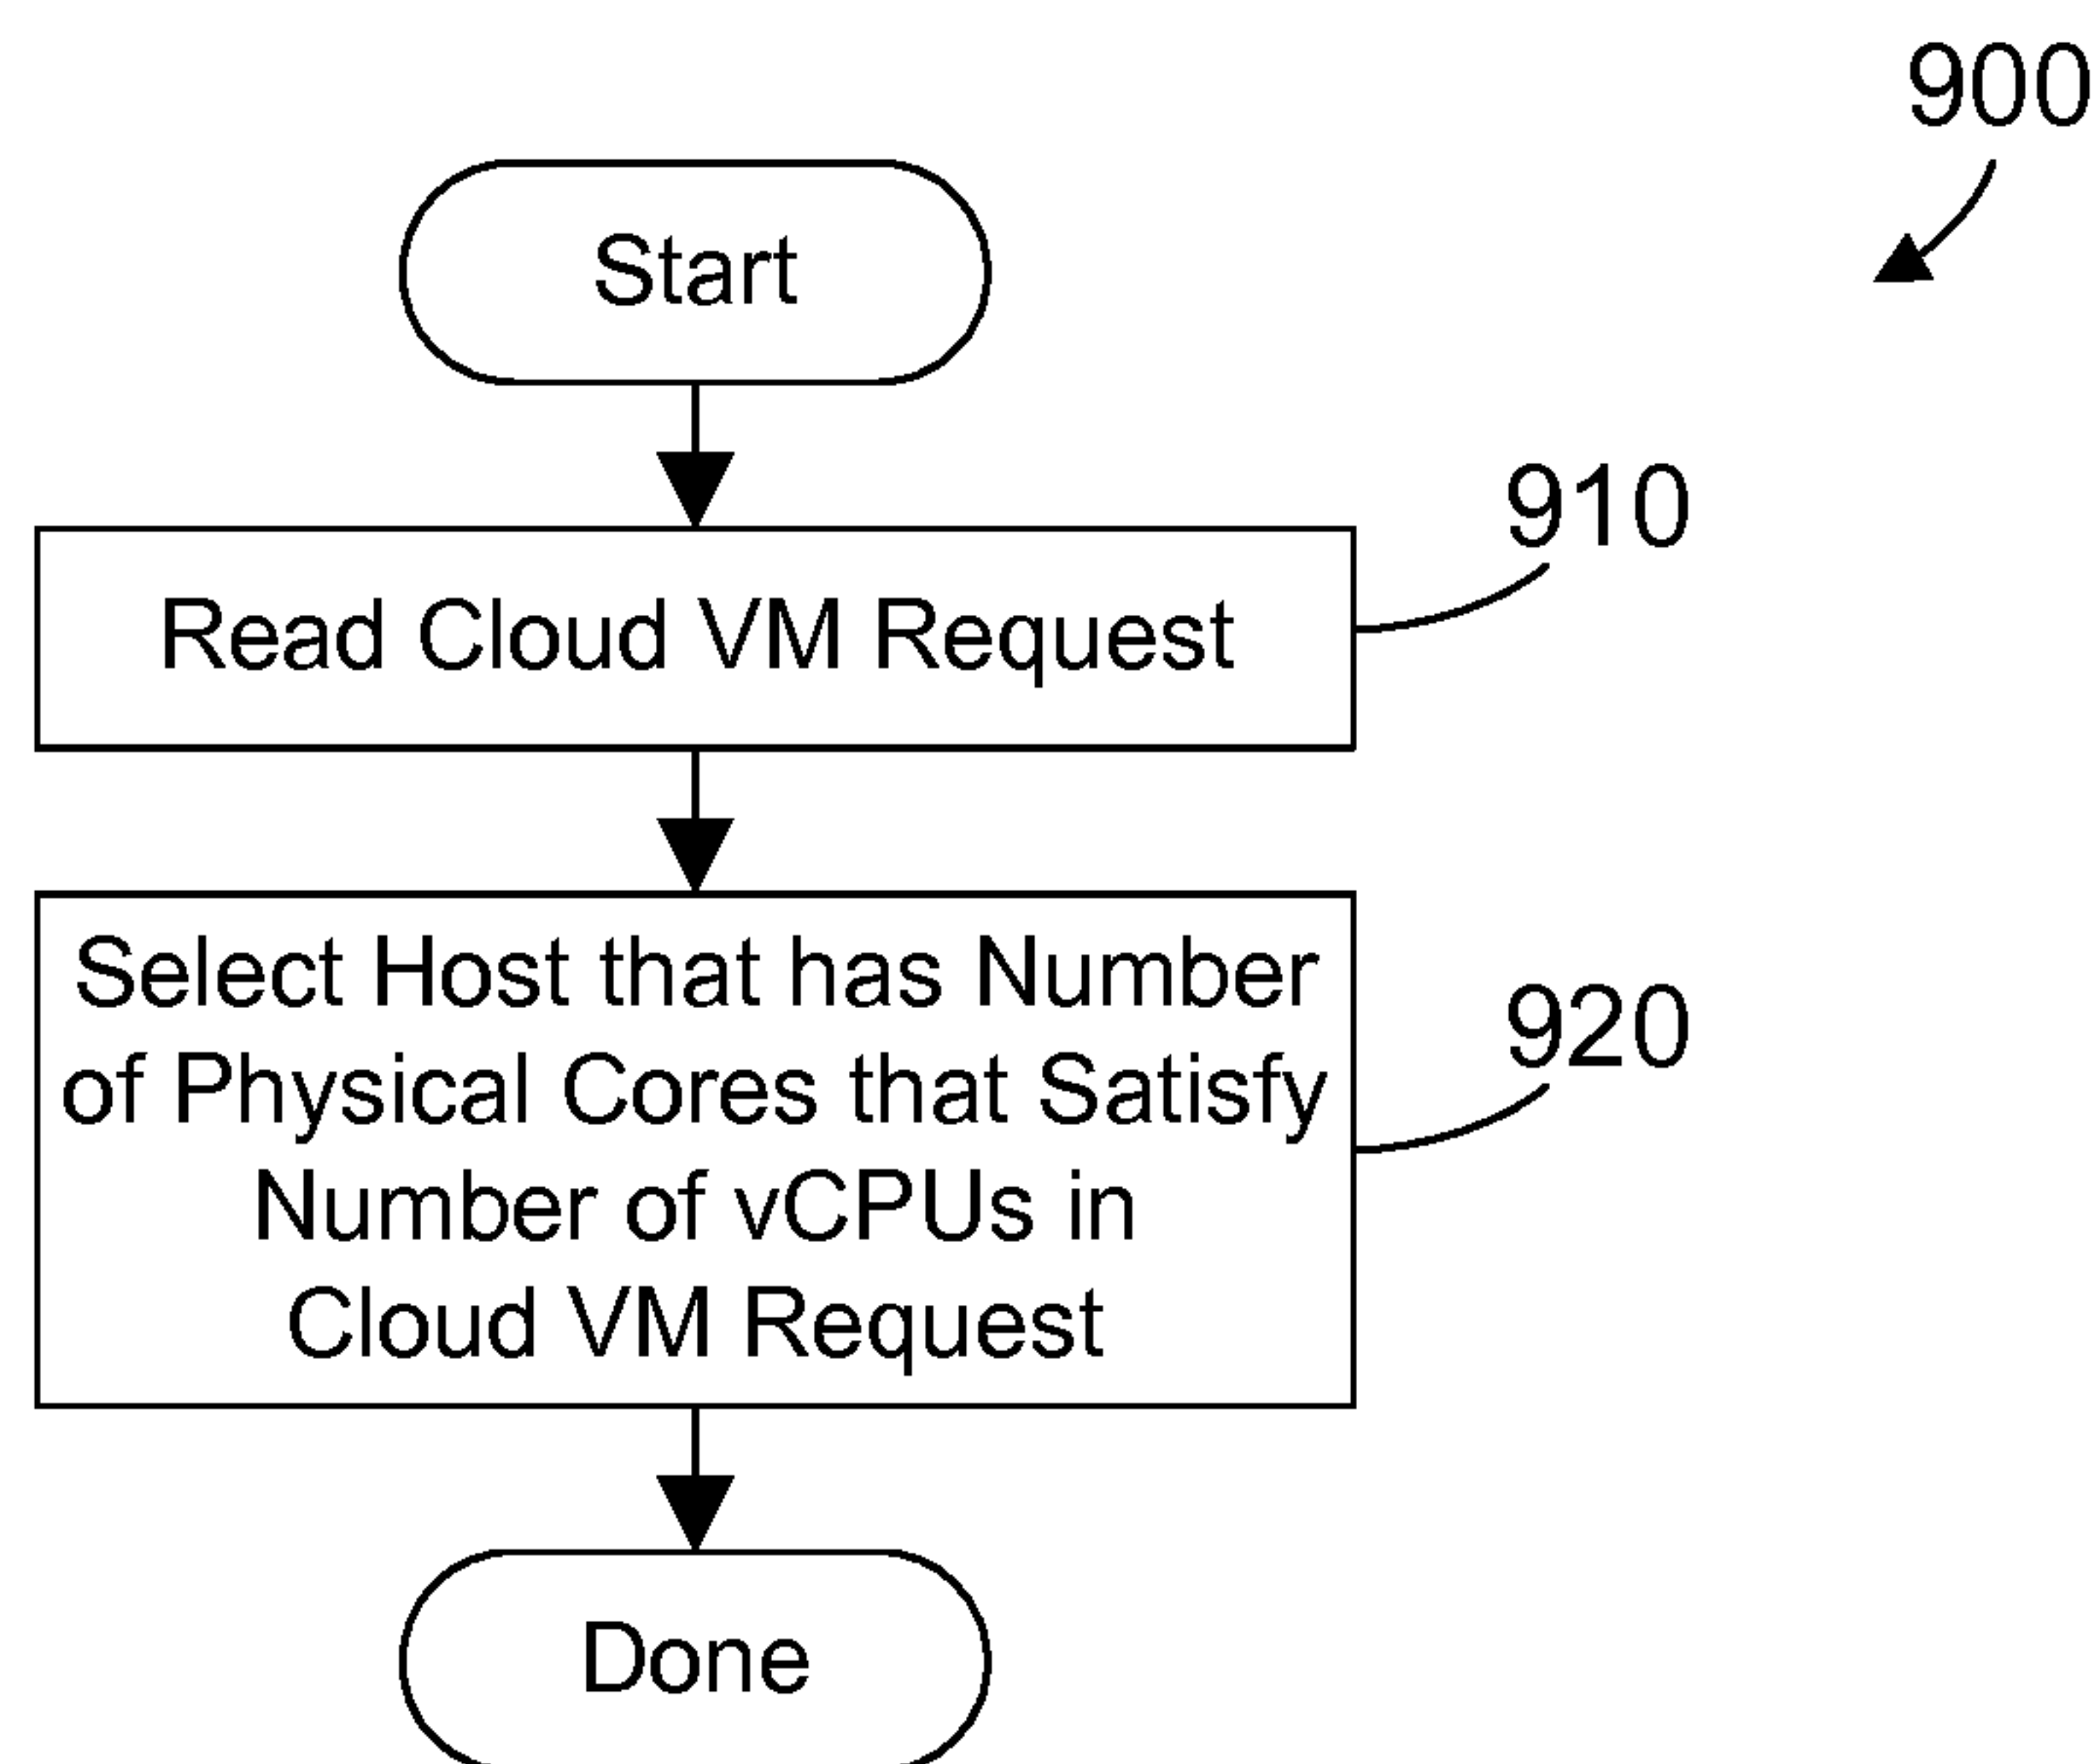 900
Start
910
Read Cloud VM Request
Select Host that has Number
920
of Physical Cores that Satisfy
Number of vCPUs in
Cloud VM Request
Done